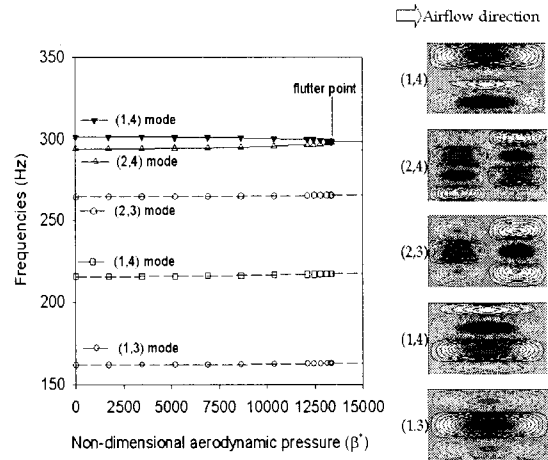 Airflow direction
350
flutter point
(1,4) mode
300
(2,4) mode
250
(2,3) mode
(1,4) mode
200
(1,3) mode
150
0 2500 5000 7500 10000 12500 15000
Frequencies (Hz)
Non-dimensional aerodynamic pressure (β*)
(1,4)
(2,4)
(2,3)
(1,4)
(1.3)